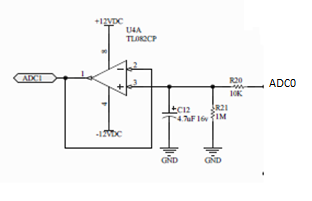 +12VDC
U4A
TL082CP
8
ADC1
1
2
3
R20
10K
ADC0
4
C12
4.7uF 16v
R21
1M
-12VDC
GND
GND